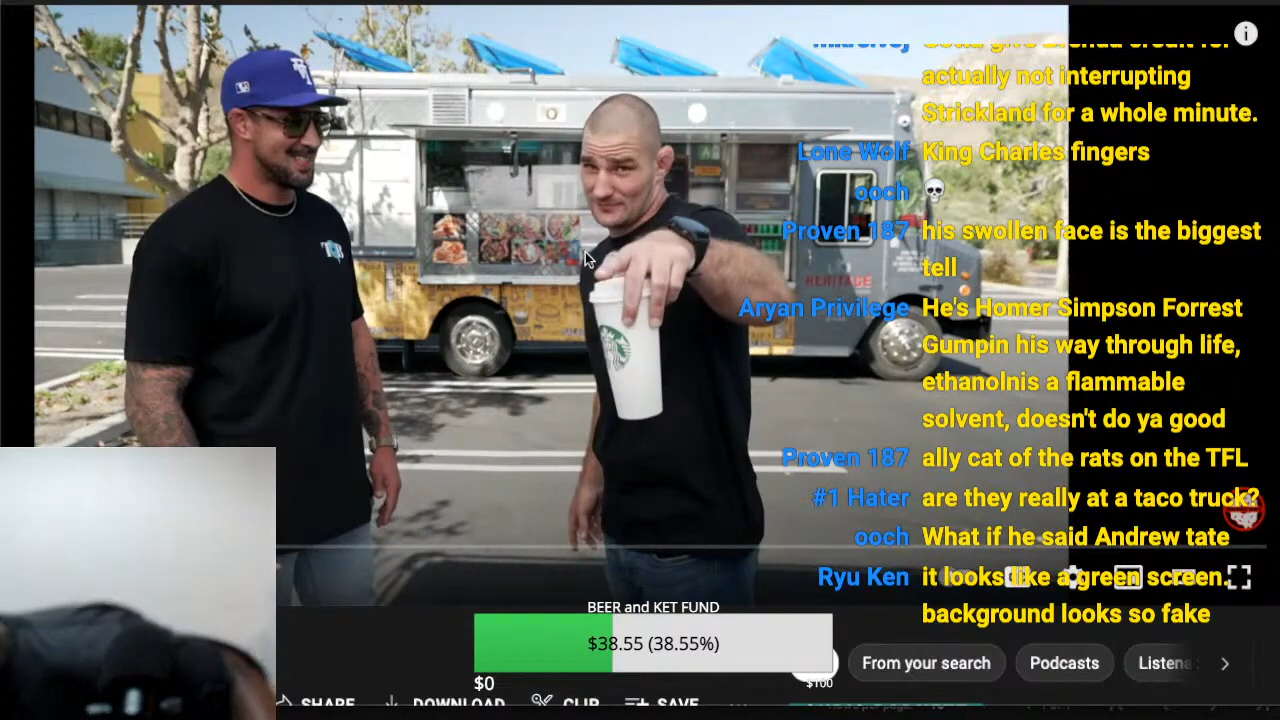 actually not interrupting
Strickland for a whole minute.
Lone Wolf King Charles fingers
ooch 💀
Proven 187 his swollen face is the biggest
tell
Aryan Privilege He's Homer Simpson Forrest
Gumpin his way through life,
ethanolnis a flammable
solvent, doesn't do ya good
Proven 187 ally cat of the rats on the TFL
#1 Hater are they really at a taco truck?
ooch What if he said Andrew tate
Ryu Ken it looks like a green screen.
background looks so fake
HERITAGE
BEER and KET FUND
$38.55 (38.55%)
$0
$100
From your search
Podcasts
SHARE
DOWNLOAD
CLIP
SAVE